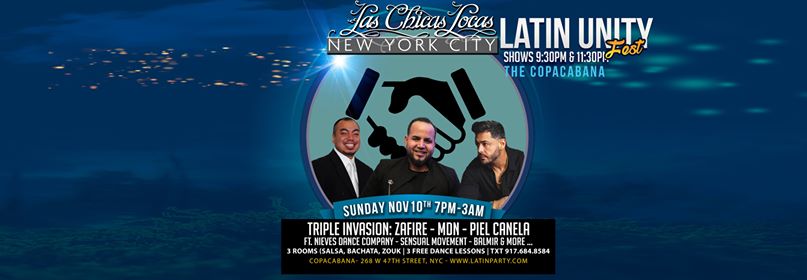 Las Chicas Locas
NEW YORK CITY
LATIN UNITY
Fest
SHOWS 9:30PM & 11:30PM
THE COPACABANA
SUNDAY NOV 10TH 7PM-3AM
TRIPLE INVASION: ZAFIRE - MDN - PIEL CANELA
FT. NIEVES DANCE COMPANY - SENSUAL MOVEMENT - BALMIR & MORE ...
3 ROOMS (SALSA, BACHATA, ZOUK | 3 FREE DANCE LESSONS | TXT 917.684.8584
COPACABANA- 268 W 47TH STREET, NYC - WWW.LATINPARTY.COM